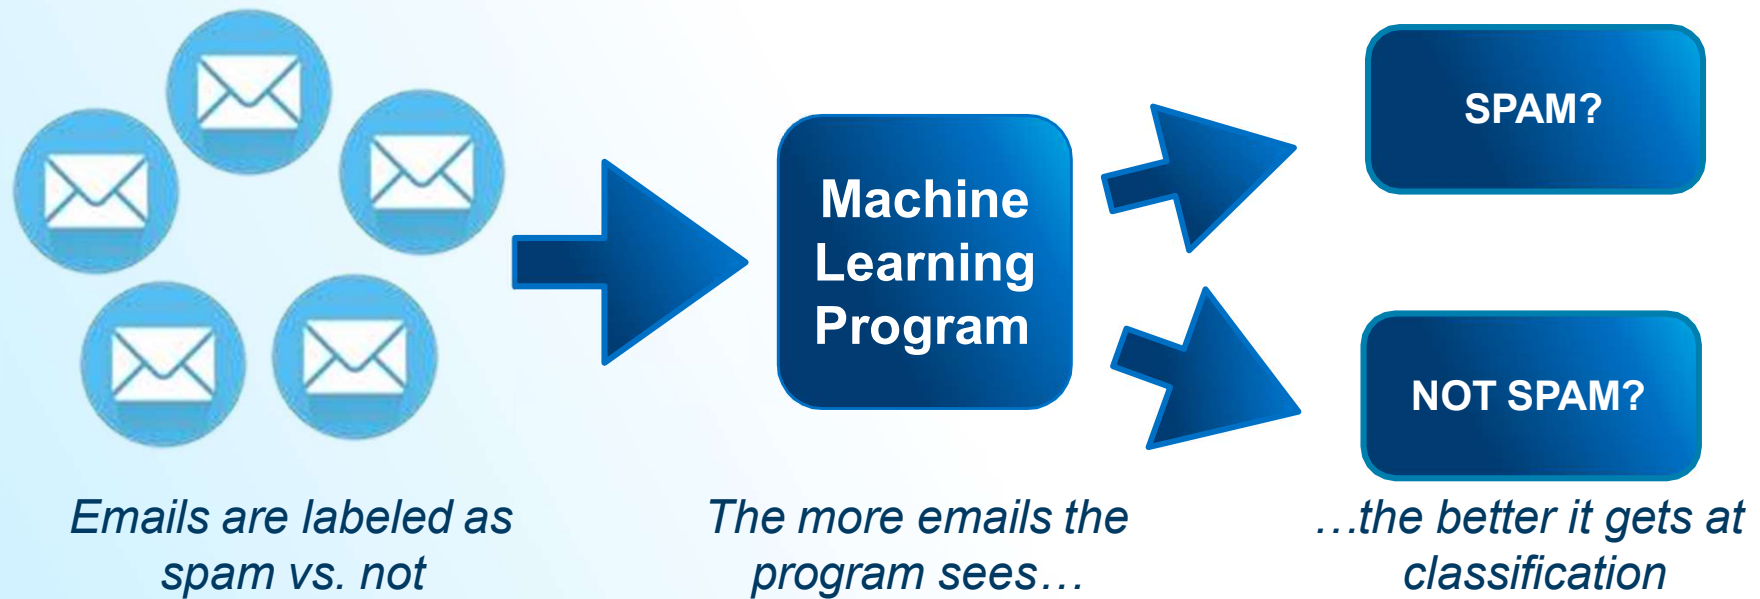 SPAM?
Machine
Learning
Program
NOT SPAM?
Emails are labeled as
spam vs. not
The more emails the
program sees…
…the better it gets at
classification